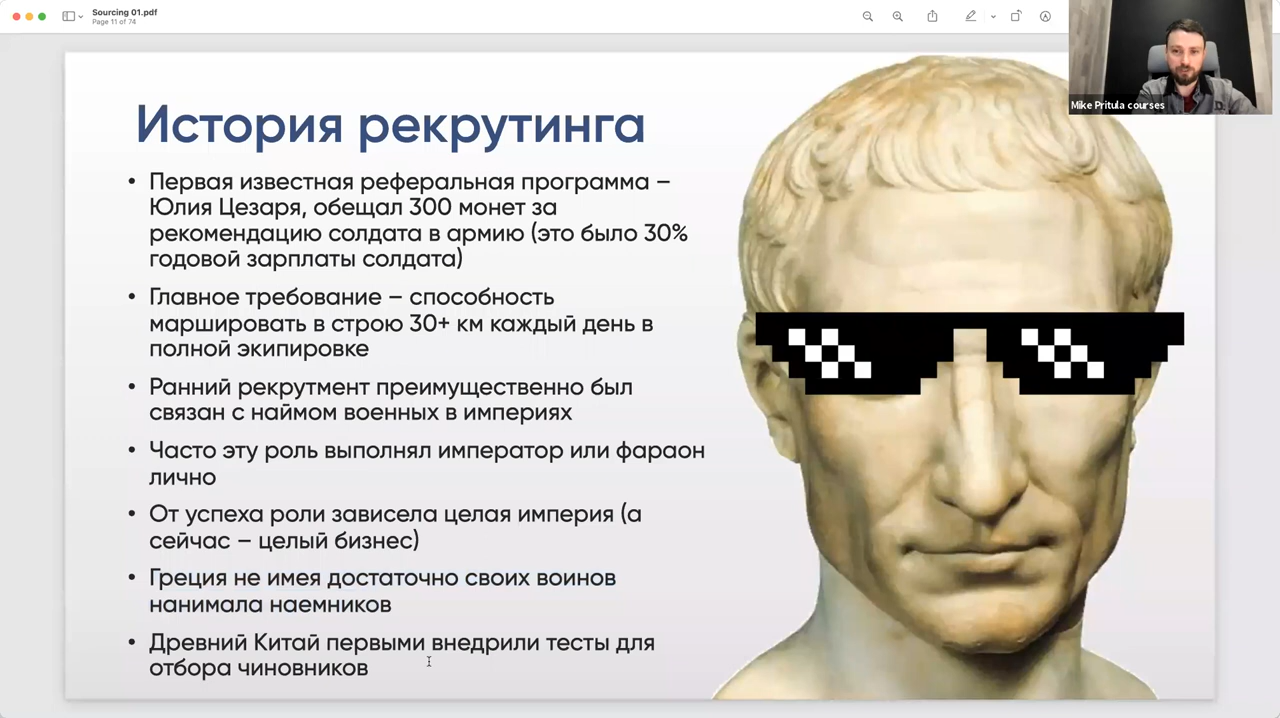 Sourcing 01.pdf
Page 11 of 74
Mike Pritula courses
История рекрутинга
• Первая известная реферальная программа –
Юлия Цезаря, обещал 300 монет за
рекомендацию солдата в армию (это было 30%
годовой зарплаты солдата)
• Главное требование – способность
маршировать в строю 30+ км каждый день в
полной экипировке
• Ранний рекрутмент преимущественно был
связан с наймом военных в империях
• Часто эту роль выполнял император или фараон
лично
• От успеха роли зависела целая империя (а
сейчас – целый бизнес)
• Греция не имея достаточно своих воинов
нанимала наемников
• Древний Китай первыми внедрили тесты для
отбора чиновников